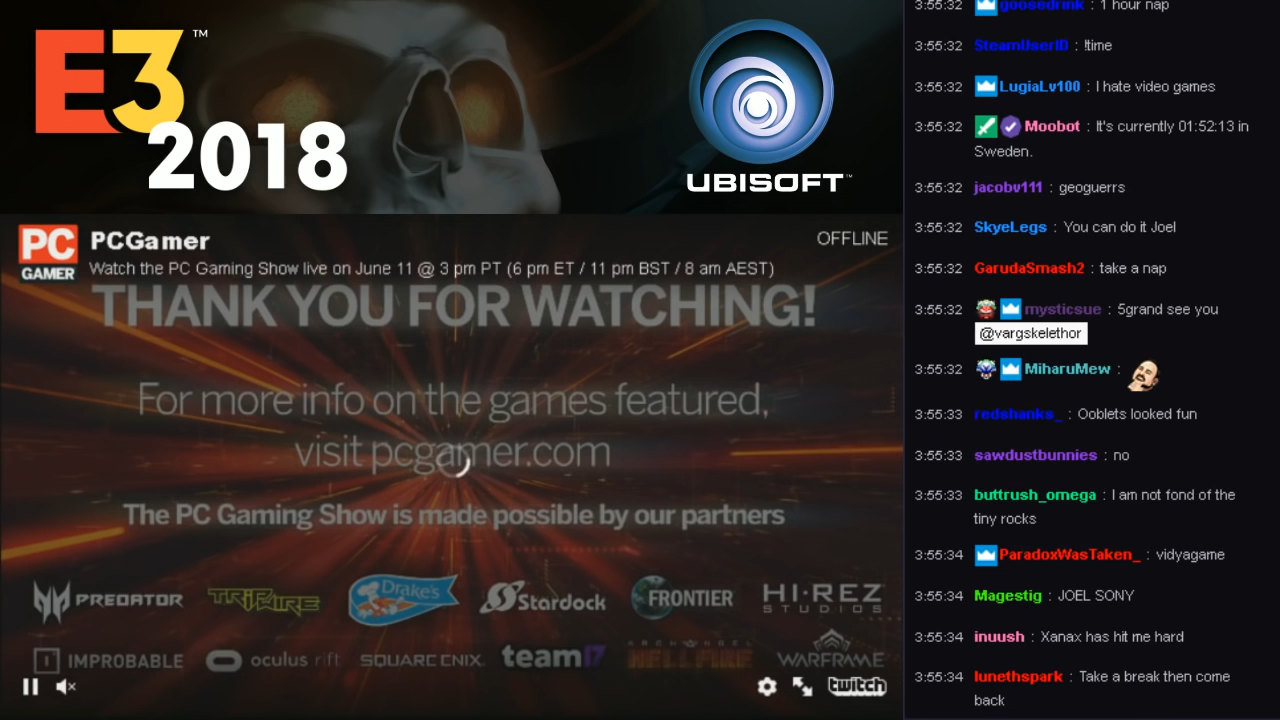 E3™
2018
UBISOFT™
PC
GAMER
PCGamer
OFFLINE
Watch the PC Gaming Show live on June 11 @ 3 pm PT (6 pm ET / 11 pm BST / 8 am AEST)
THANK YOU FOR WATCHING!
For more info on the games featured,
visit pcgamer.com
The PC Gaming Show is made possible by our partners
PREDATOR
TRIPWIRE
Drake's
Stardock
FRONTIER
HI-REZ
STUDIOS
IMPROBABLE
oculus rift
SQUARE ENIX.
team17
ARCHANGEL
HELLFIRE
WARFRAME
twitch
3:55:32 goosedrink : 1 hour nap
3:55:32 SteamUserID : !time
3:55:32 LugiaLv100 : I hate video games
3:55:32 Moobot : It's currently 01:52:13 in
Sweden.
3:55:32 jacobv111 : geoguerrs
3:55:32 SkyeLegs : You can do it Joel
3:55:32 GarudaSmash2 : take a nap
3:55:32 mysticsue : 5grand see you
@vargskelethor
3:55:32 MiharuMew :
3:55:33 redshanks_ : Ooblets looked fun
3:55:33 sawdustbunnies : no
3:55:33 buttrush_omega : I am not fond of the
tiny rocks
3:55:34 ParadoxWasTaken_ : vidyagame
3:55:34 Magestig : JOEL SONY
3:55:34 inuush : Xanax has hit me hard
3:55:34 lunethspark : Take a break then come
back